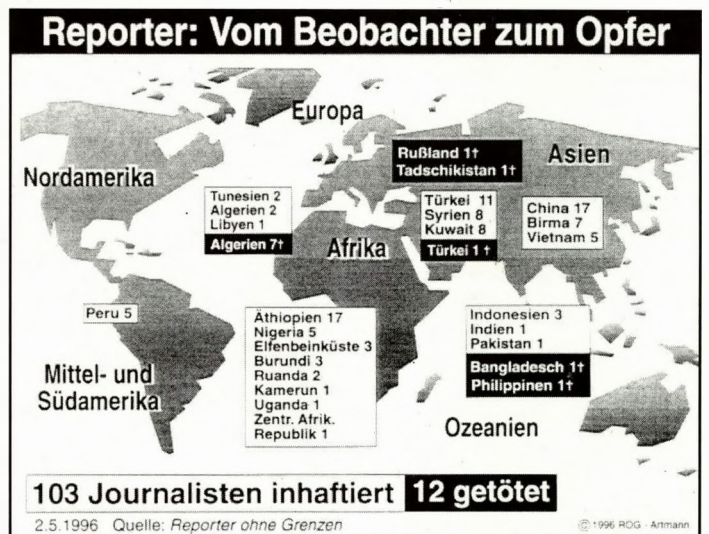 Reporter: Vom Beobachter zum Opfer
Europa
Nordamerika
Asien
Rußland 1†
Tadschikistan 1†
Tunesien 2
Algerien 2
Libyen 1
Algerien 7†
Afrika
Türkei 11
Syrien 8
Kuwait 8
Türkei 1 †
China 17
Birma 7
Vietnam 5
Peru 5
Mittel- und
Südamerika
Äthiopien 17
Nigeria 5
Elfenbeinküste 3
Burundi 3
Ruanda 2
Kamerun 1
Uganda 1
Zentr. Afrik.
Republik 1
Indonesien 3
Indien 1
Pakistan 1
Bangladesch 1†
Philippinen 1†
Ozeanien
103 Journalisten inhaftiert 12 getötet
2.5.1996 Quelle: Reporter ohne Grenzen
© 1996 ROG - Artmann